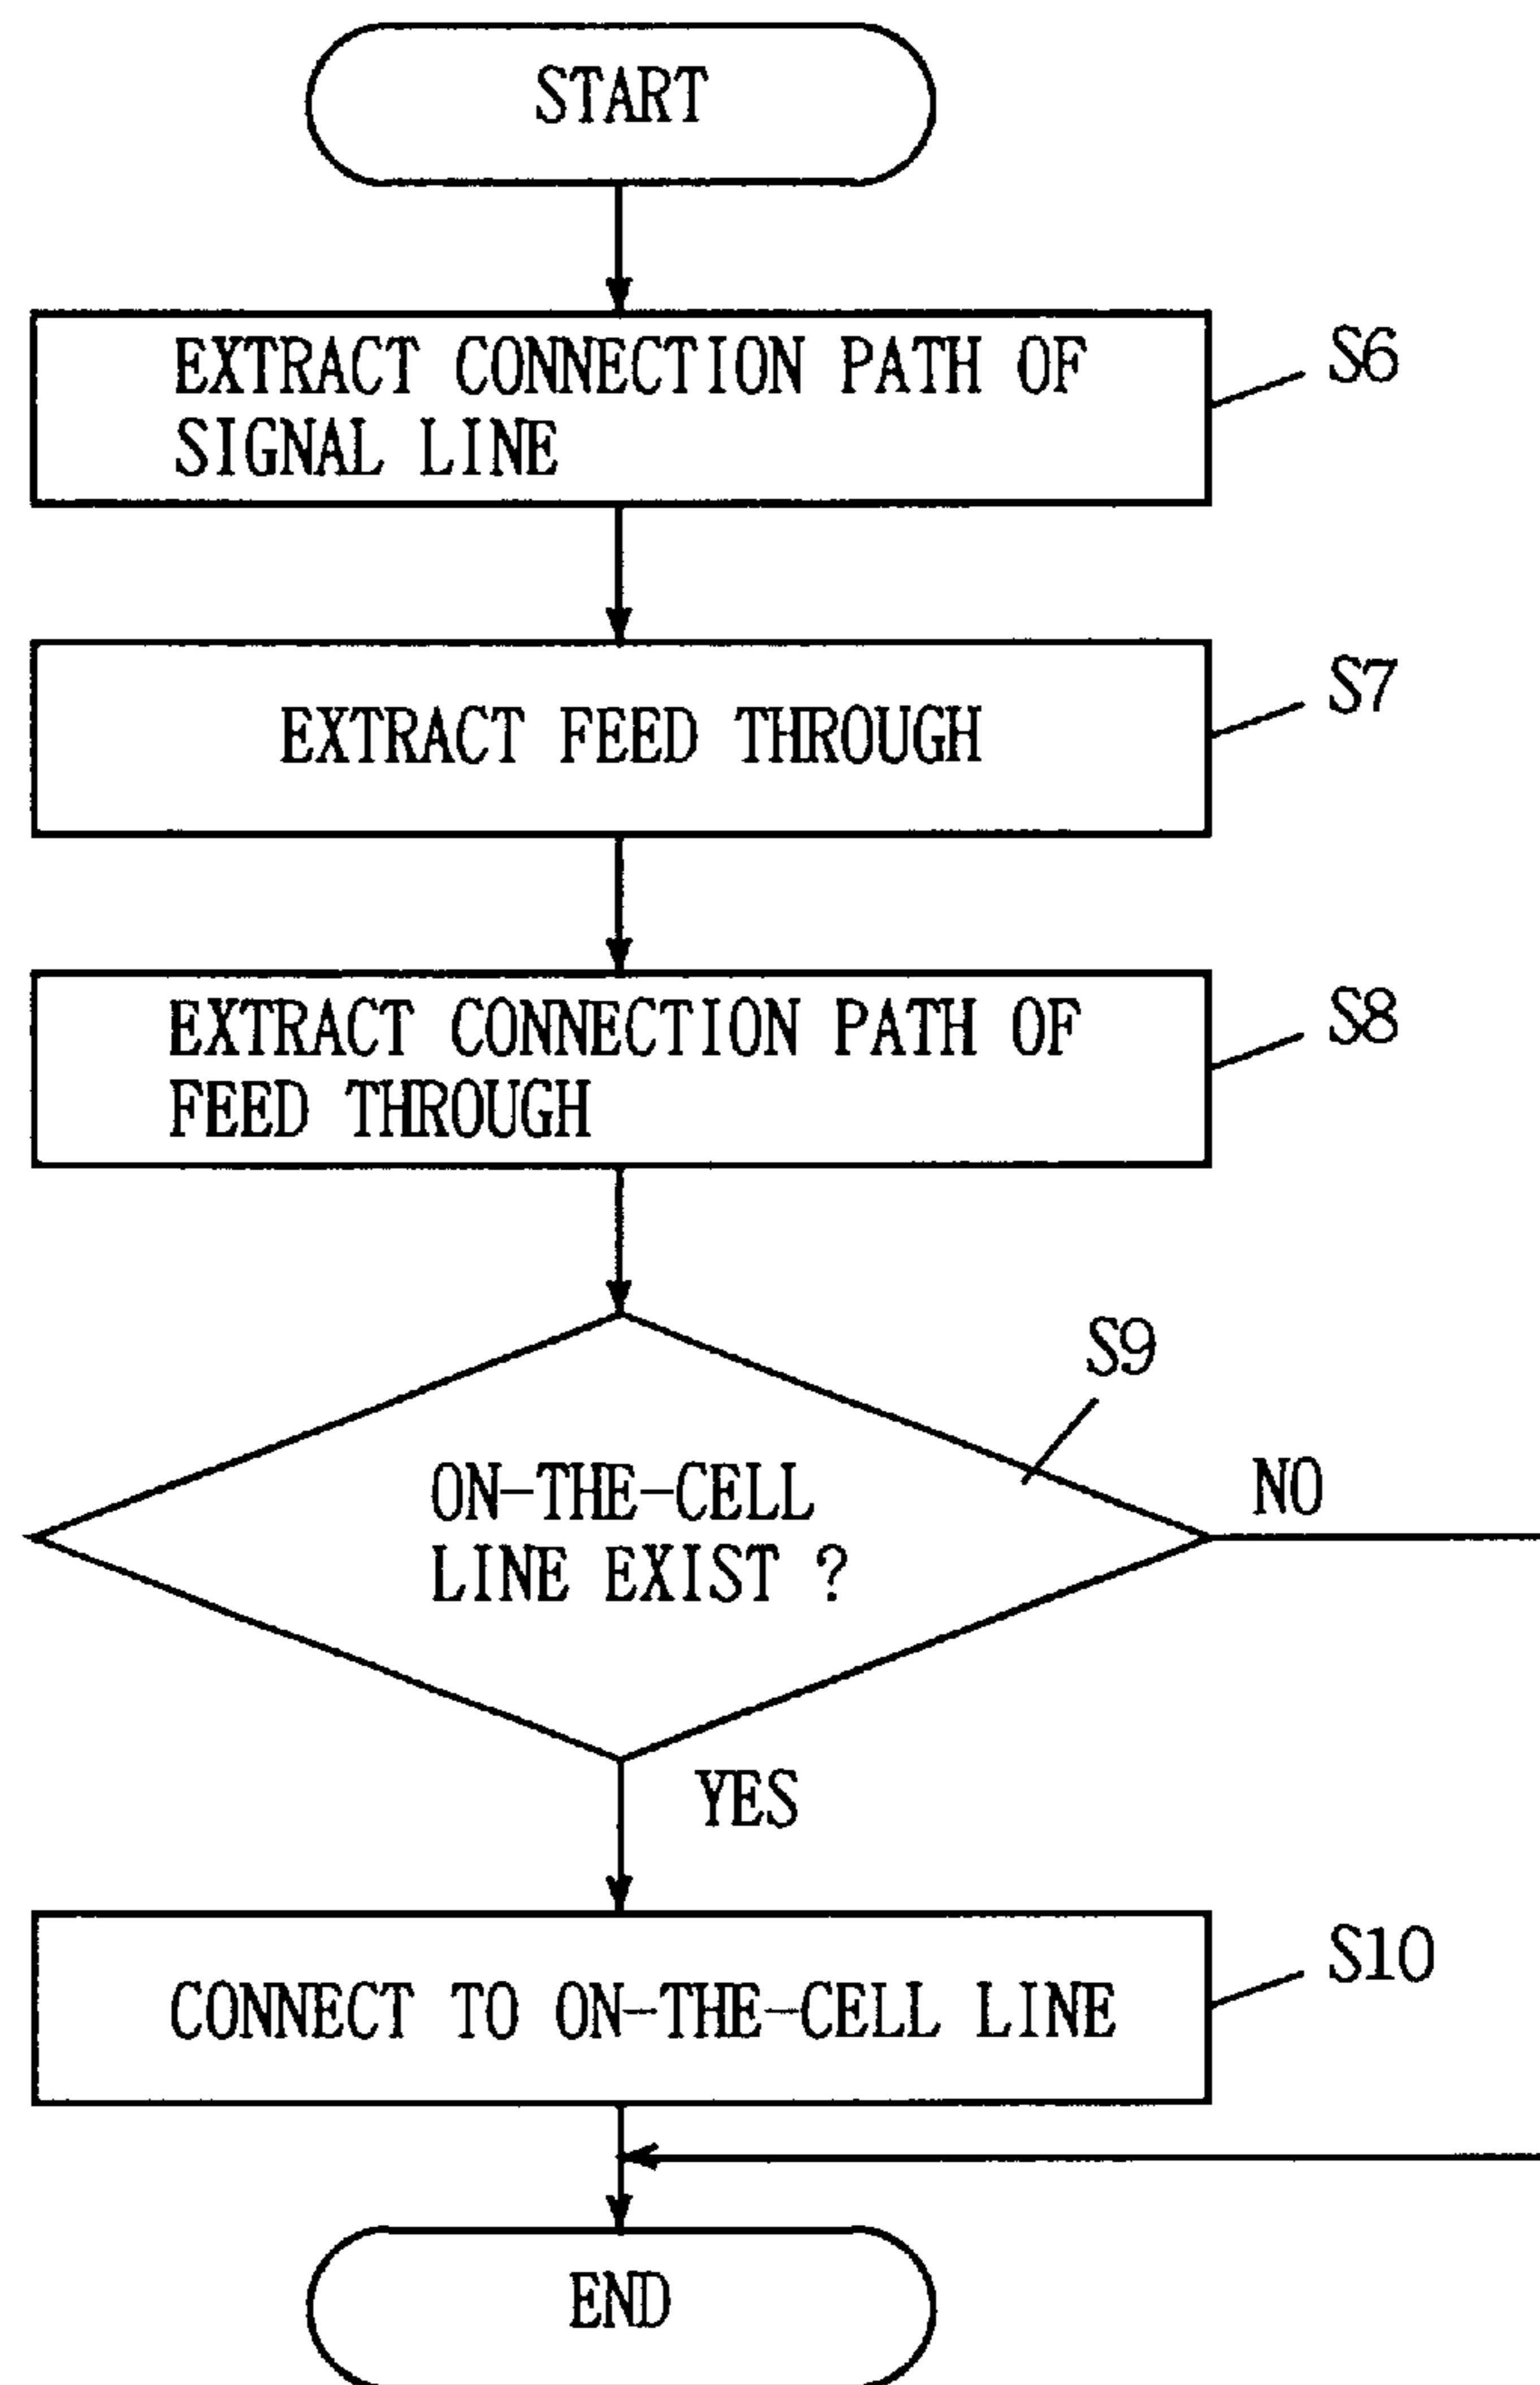 START
EXTRACT CONNECTION PATH OF
SIGNAL LINE
S6
EXTRACT FEED THROUGH
S7
EXTRACT CONNECTION PATH OF
FEED THROUGH
S8
S9
ON-THE-CELL
LINE EXIST ?
NO
YES
CONNECT TO ON-THE-CELL LINE
S10
END